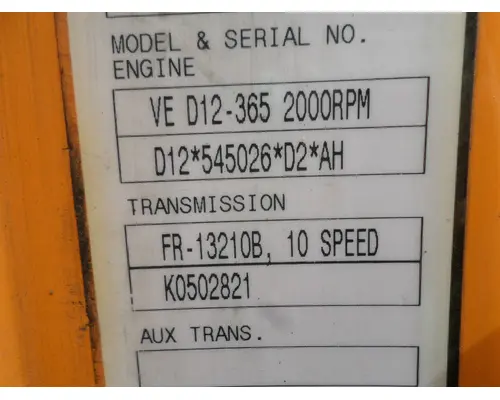 MODEL & SERIAL NO.
ENGINE
VE D12-365 2000RPM
D12*545026*D2*AH
TRANSMISSION
FR-13210B, 10 SPEED
K0502821
AUX TRANS.